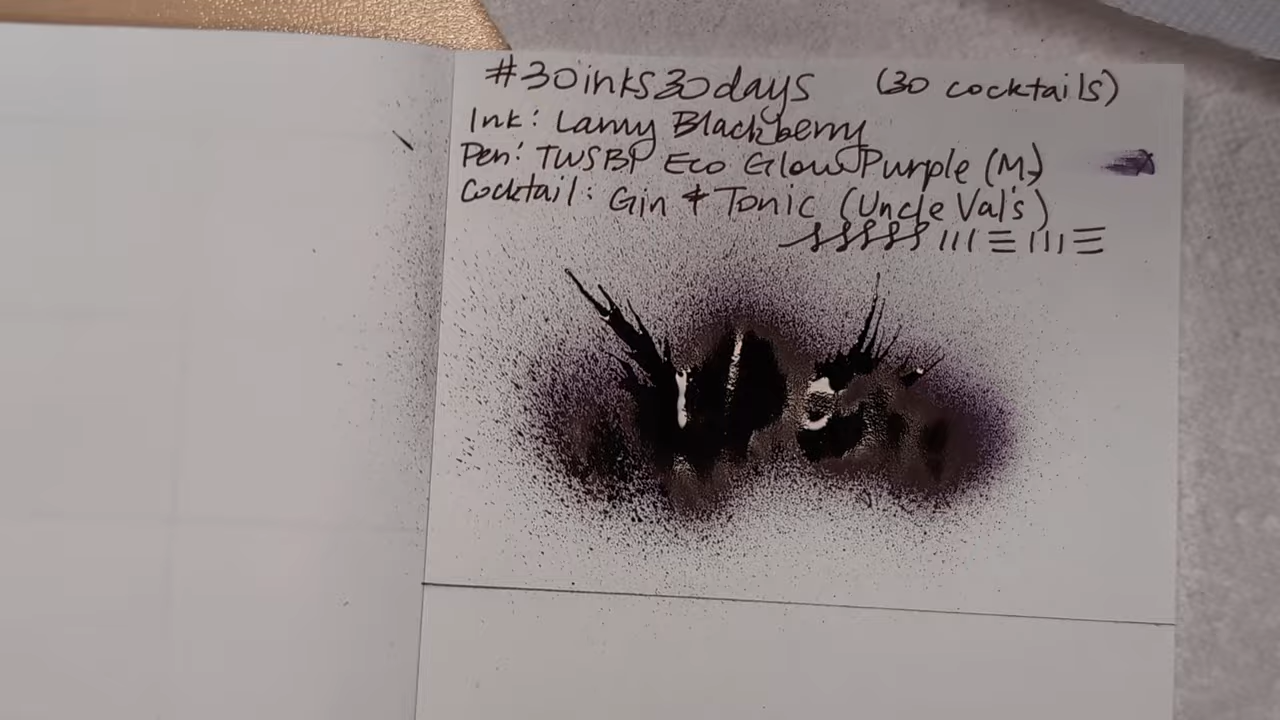 #30inks30days (30 cocktails)
Ink: Lamy Blackberry
Pen: TWSBI Eco Glow Purple (M)
Cocktail: Gin & Tonic (Uncle Val's)